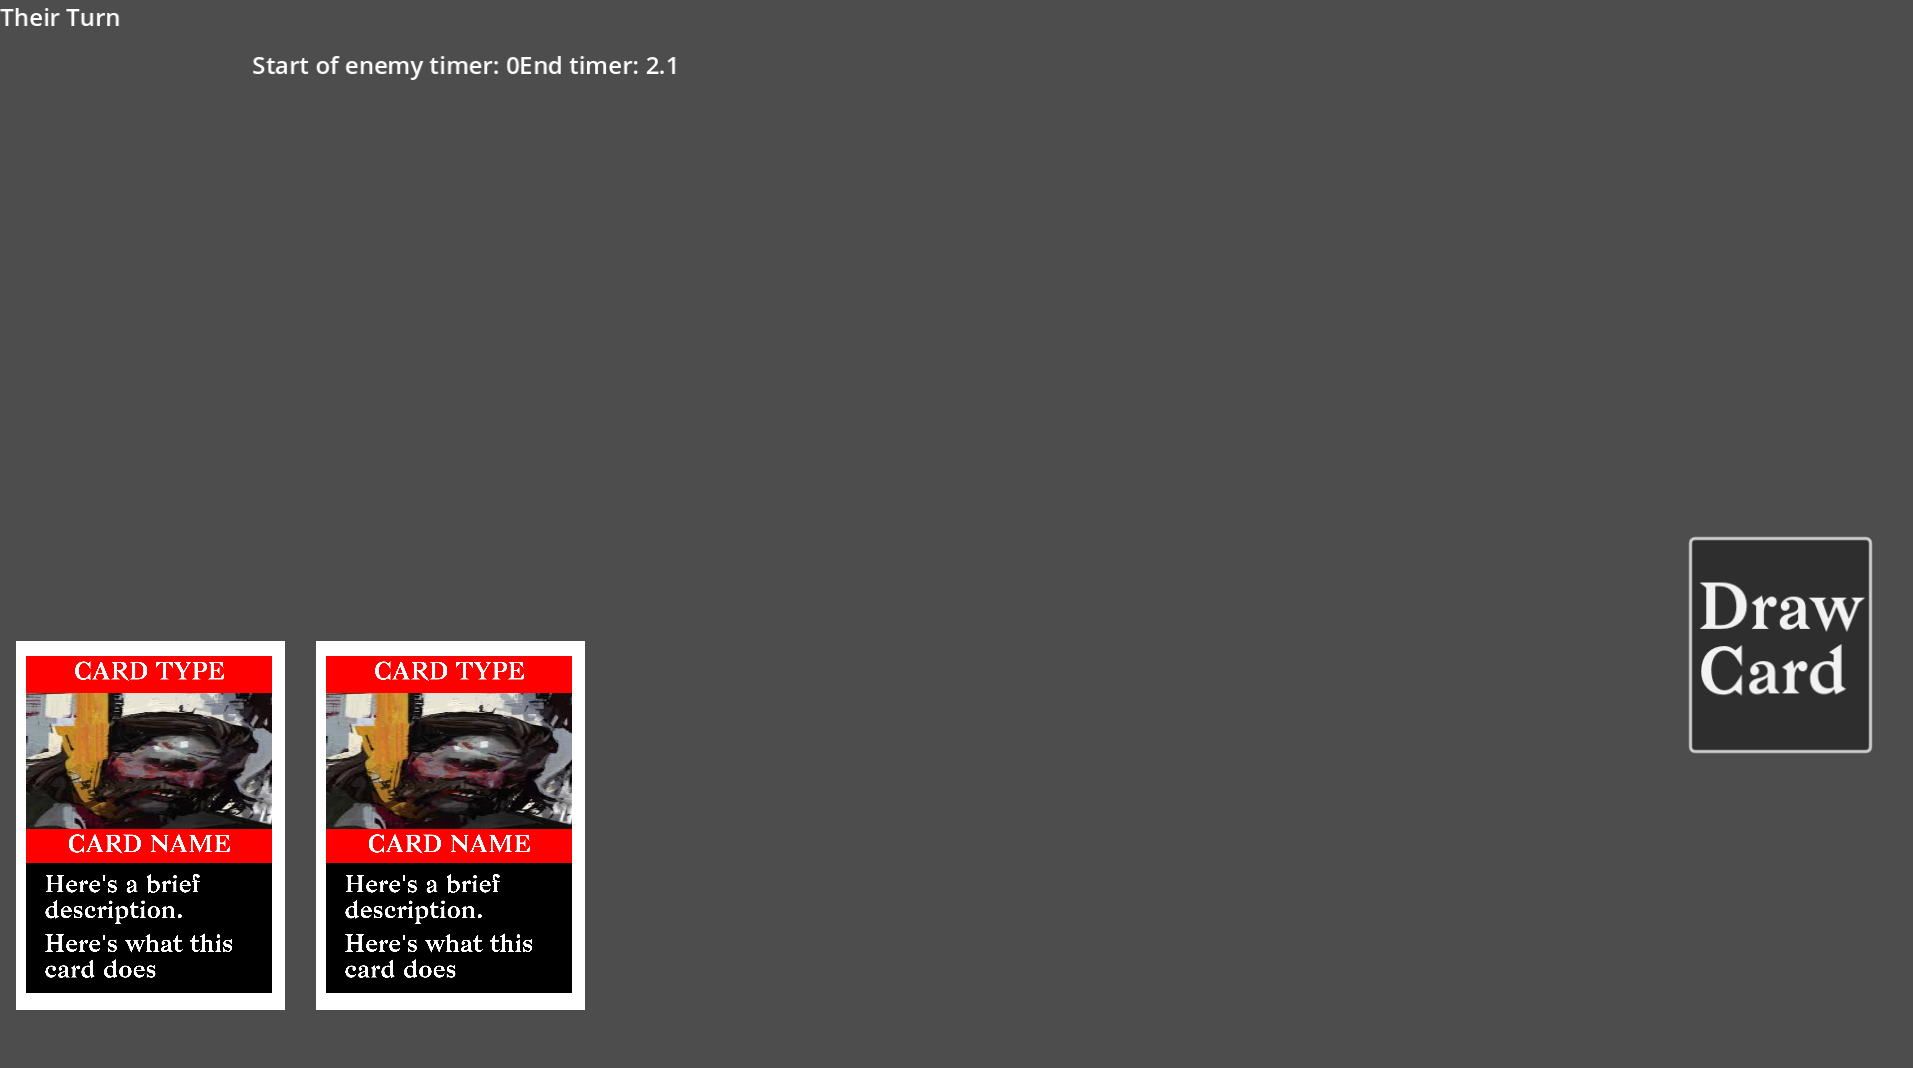 Their Turn
Start of enemy timer: 0End timer: 2.1
Draw
Card
CARD TYPE
CARD NAME
Here's a brief
description.
Here's what this
card does
CARD TYPE
CARD NAME
Here's a brief
description.
Here's what this
card does